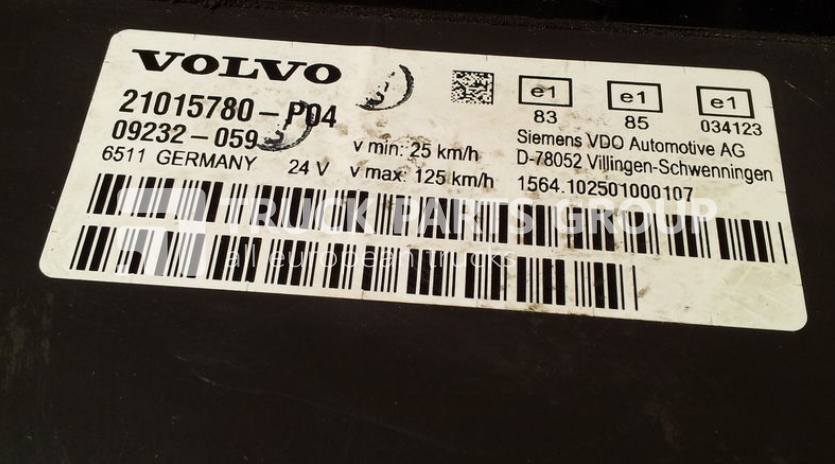 VOLVO
21015780-P04
09232-059
6511 GERMANY 24 V
v min: 25 km/h
v max: 125 km/h
e1 e1 e1
83 85 034123
Siemens VDO Automotive AG
D-78052 Villingen-Schwenningen
1564.102501000107
TRUCK PARTS GROUP
all european trucks